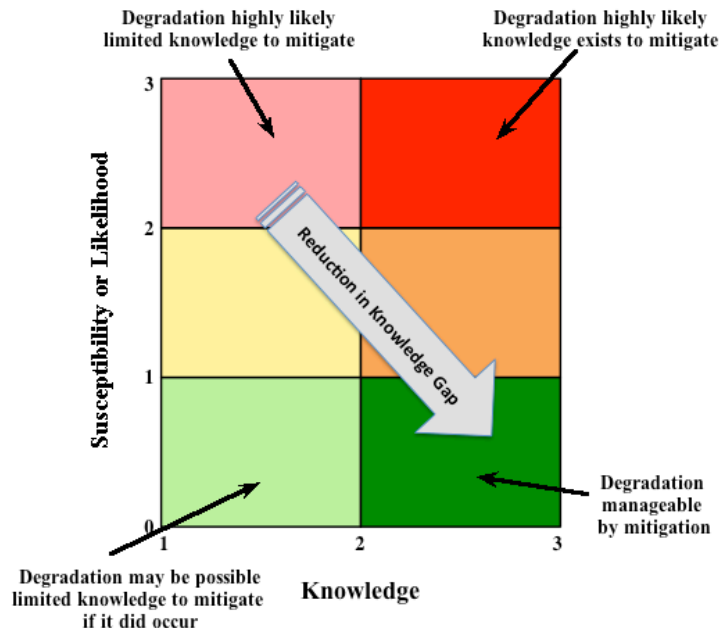 Degradation highly likely
limited knowledge to mitigate
Degradation highly likely
knowledge exists to mitigate
3
2
1
0
Susceptibility or Likelihood
Reduction in Knowledge Gap
1
2
3
Knowledge
Degradation
manageable
by mitigation
Degradation may be possible
limited knowledge to mitigate
if it did occur